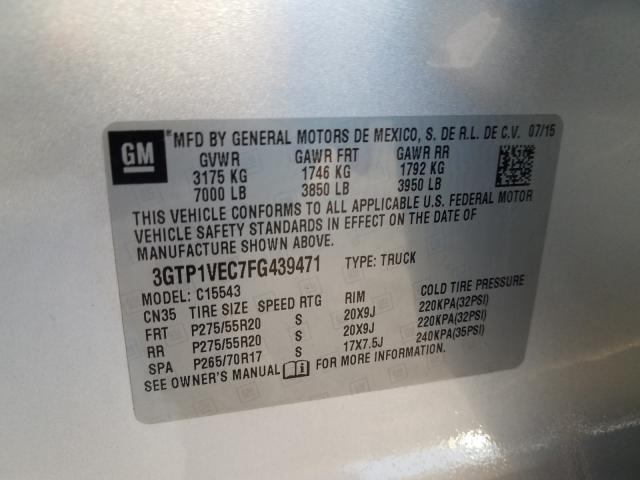 GM
*MFD BY GENERAL MOTORS DE MEXICO, S. DE R.L. DE C.V. 07/15
GVWR GAWR FRT GAWR RR
3175 KG 1746 KG 1792 KG
7000 LB 3850 LB 3950 LB
THIS VEHICLE CONFORMS TO ALL APPLICABLE U.S. FEDERAL MOTOR
VEHICLE SAFETY STANDARDS IN EFFECT ON THE DATE OF
MANUFACTURE SHOWN ABOVE.
3GTP1VEC7FG439471 TYPE: TRUCK
MODEL: C15543
CN35 TIRE SIZE SPEED RTG RIM COLD TIRE PRESSURE
FRT P275/55R20 S 20X9J 220KPA(32PSI)
RR P275/55R20 S 20X9J 220KPA(32PSI)
SPA P265/70R17 S 17X7.5J 240KPA(35PSI)
SEE OWNER'S MANUAL FOR MORE INFORMATION.